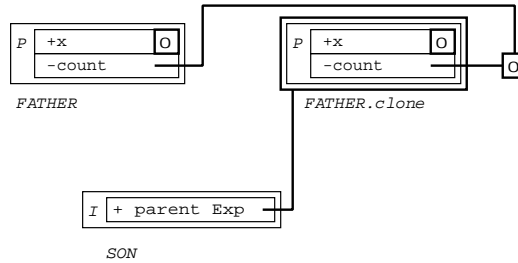 P +x O
-count
FATHER
P +x O
-count O
FATHER.clone
I + parent Exp
SON